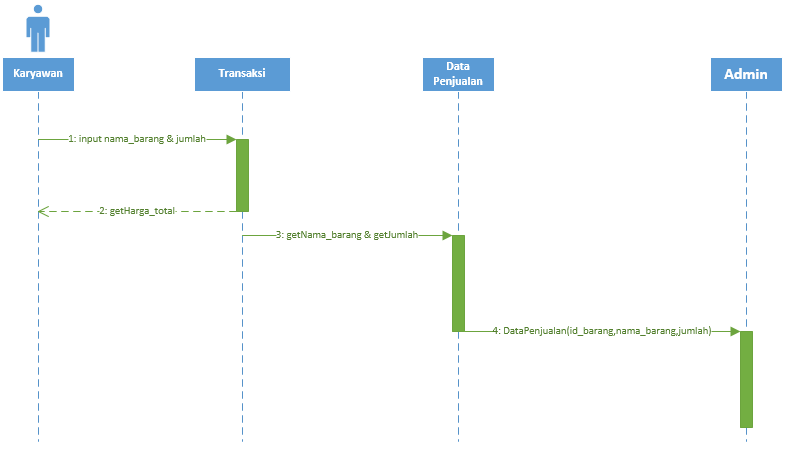 Karyawan
Transaksi
Data
Penjualan
Admin
1: input nama_barang & jumlah
2: getHarga_total
3: getNama_barang & getJumlah
4: DataPenjualan(id_barang,nama_barang,jumlah)